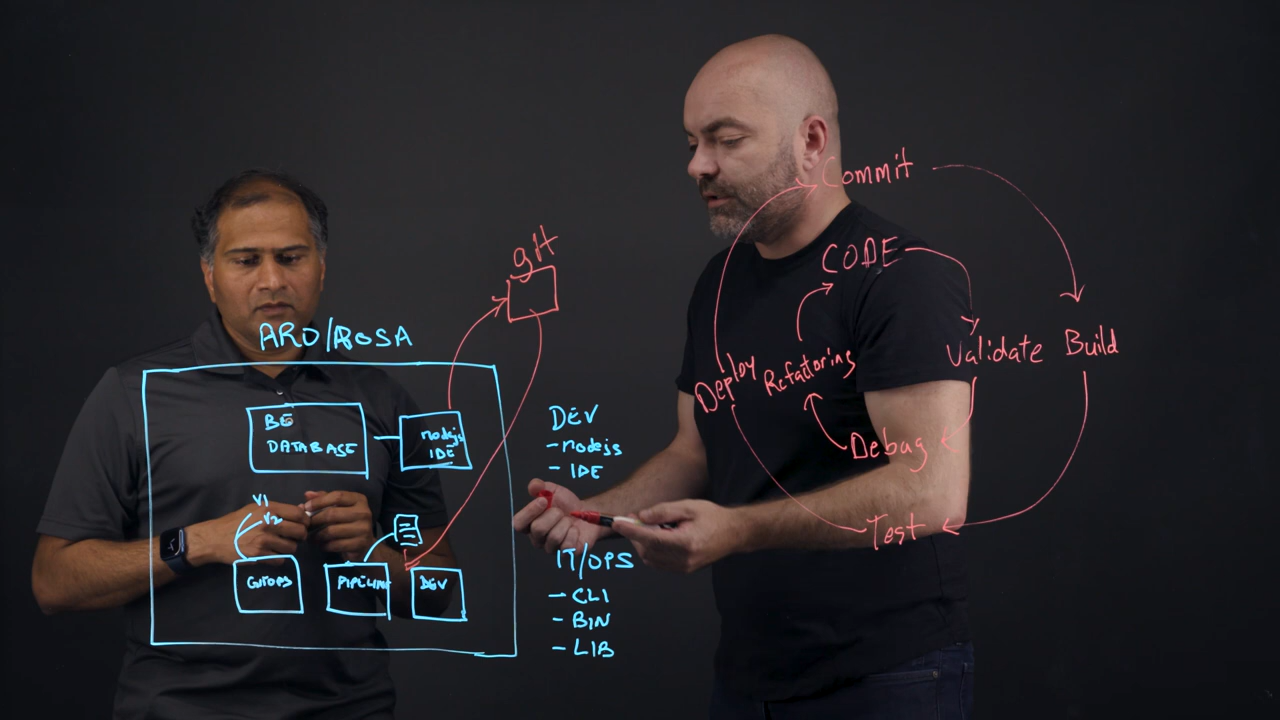 ARO/ROSA
BE
DATABASE
nodejs
IDE
V1
V2
GITOPS
PIPELINE
DEV
git
DEV
- nodejs
- IDE
IT/OPS
- CLI
- BIN
- LIB
Commit
CODE
Validate
Build
Deploy
Refactoring
Debug
Test